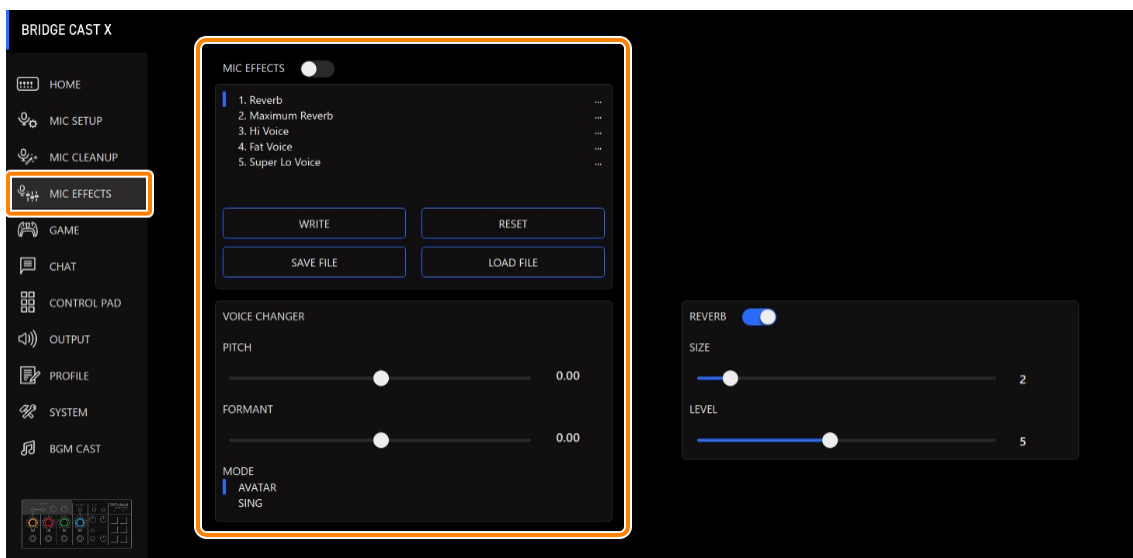 BRIDGE CAST X
HOME
MIC SETUP
MIC CLEANUP
MIC EFFECTS
GAME
CHAT
CONTROL PAD
OUTPUT
PROFILE
SYSTEM
BGM CAST
MIC EFFECTS
1. Reverb ...
2. Maximum Reverb ...
3. Hi Voice ...
4. Fat Voice ...
5. Super Lo Voice ...
WRITE RESET
SAVE FILE LOAD FILE
VOICE CHANGER
PITCH
0.00
FORMANT
0.00
MODE
AVATAR
SING
REVERB
SIZE
2
LEVEL
5